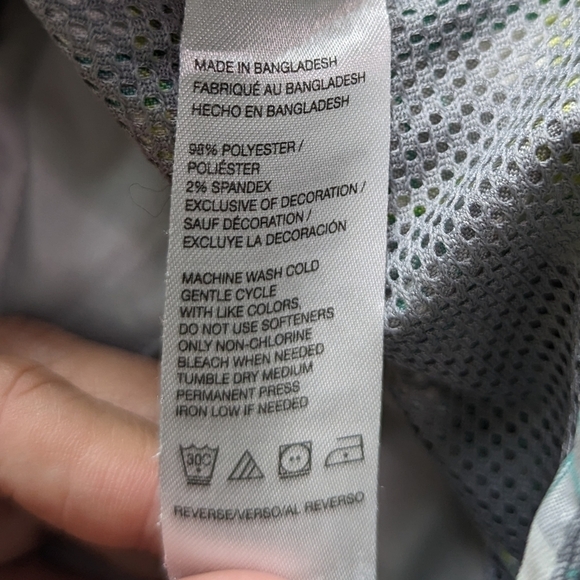 MADE IN BANGLADESH
FABRIQUÉ AU BANGLADESH
HECHO EN BANGLADESH
98% POLYESTER /
POLIÉSTER
2% SPANDEX
EXCLUSIVE OF DECORATION /
SAUF DÉCORATION /
EXCLUYE LA DECORACIÓN
MACHINE WASH COLD
GENTLE CYCLE
WITH LIKE COLORS,
DO NOT USE SOFTENERS
ONLY NON-CHLORINE
BLEACH WHEN NEEDED
TUMBLE DRY MEDIUM
PERMANENT PRESS
IRON LOW IF NEEDED
30C
REVERSE/VERSO/AL REVERSO